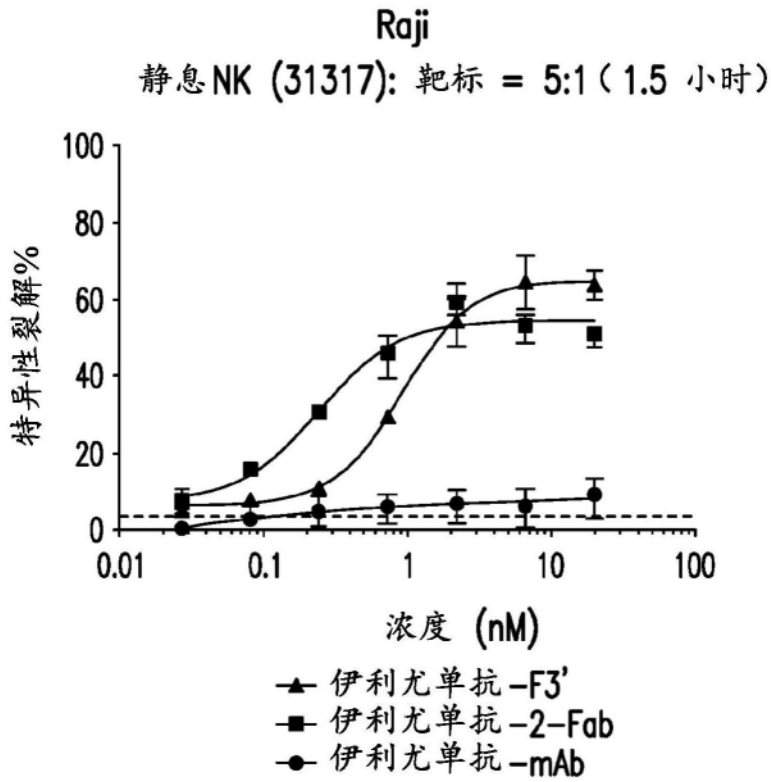 Raji
静息NK (31317): 靶标 = 5:1 ( 1.5 小时)
特异性裂解%
100
80
60
40
20
0
0.01 0.1 1 10 100
浓度 (nM)
伊利尤单抗-F3'
伊利尤单抗-2-Fab
伊利尤单抗-mAb